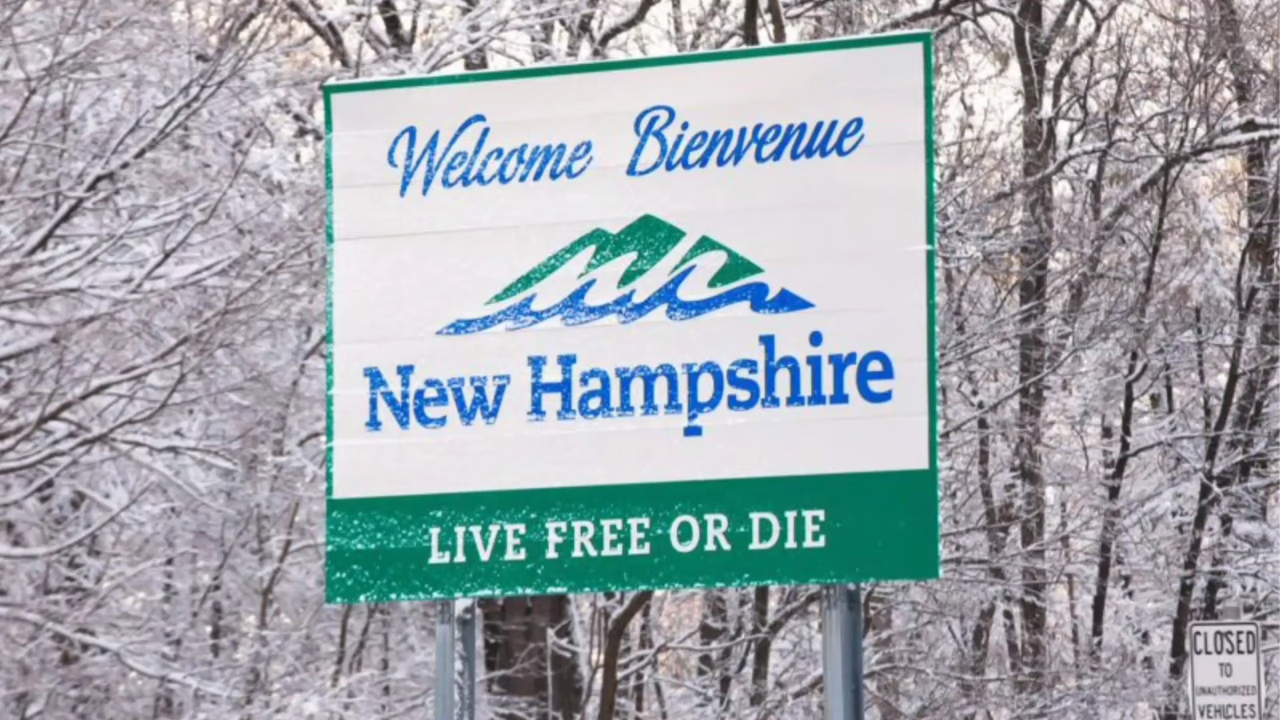 Welcome Bienvenue
New Hampshire
LIVE FREE OR DIE
CLOSED
TO
UNAUTHORIZED
VEHICLES